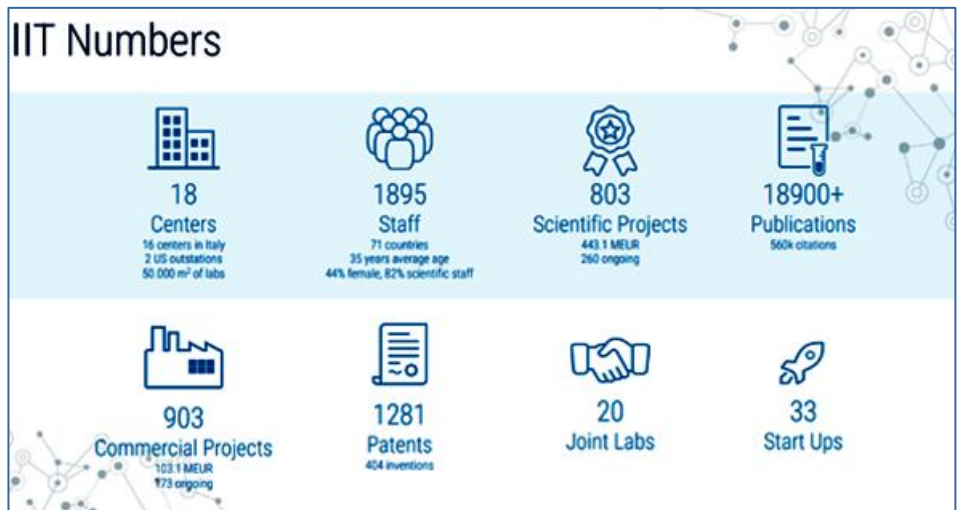 IIT Numbers
18
Centers
16 centers in Italy
2 US outstations
50.000 m² of labs
1895
Staff
71 countries
35 years average age
44% female, 82% scientific staff
803
Scientific Projects
443.1 MEUR
260 ongoing
18900+
Publications
560k citations
903
Commercial Projects
103.1 MEUR
173 ongoing
1281
Patents
404 inventions
20
Joint Labs
33
Start Ups